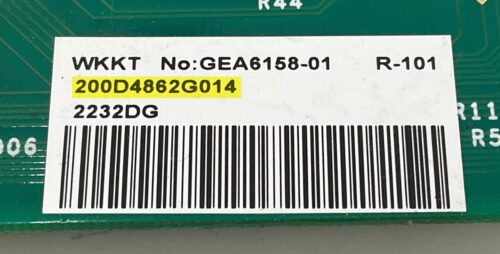 R44
WKKT No:GEA6158-01 R-101
200D4862G014
2232DG
R11
006
R5